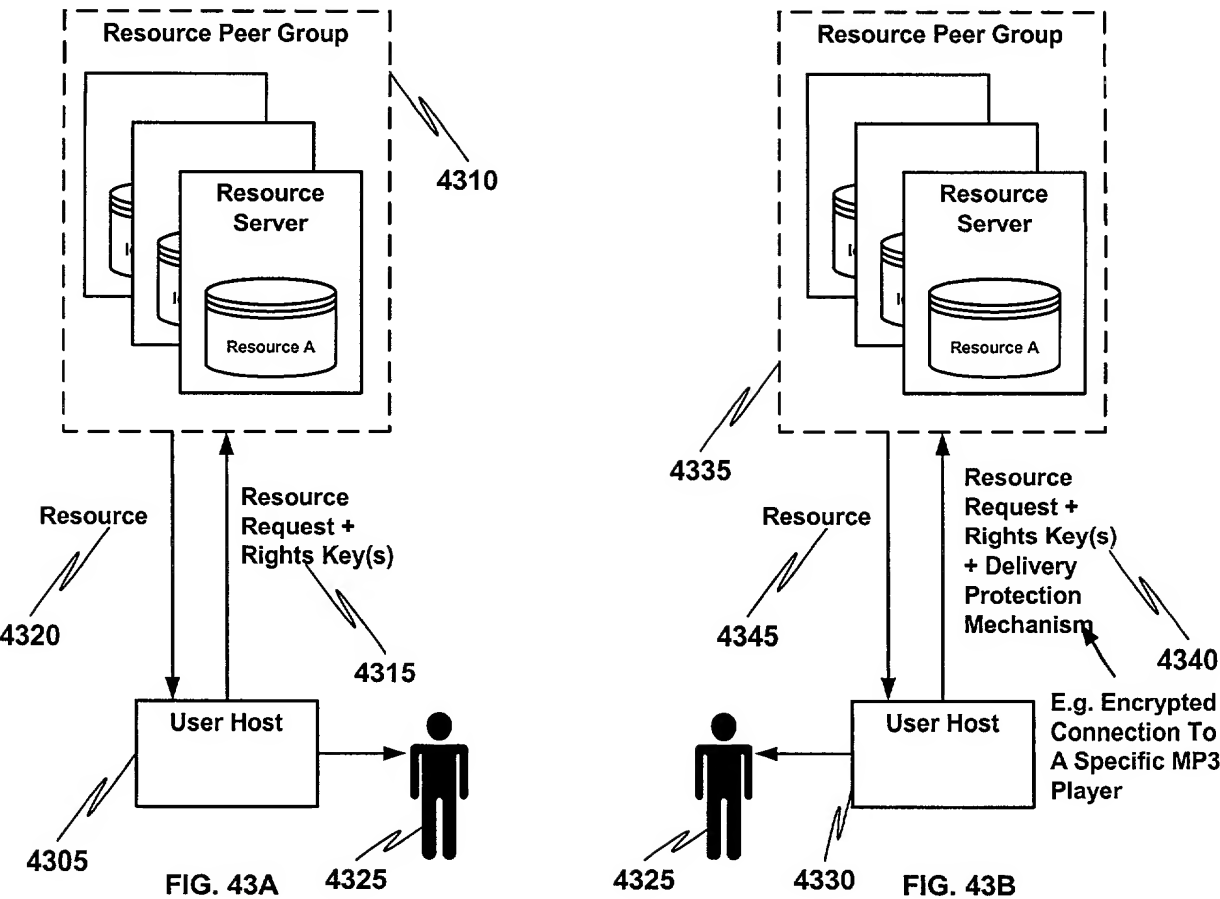 Resource Peer Group
Resource
Server
Resource A
4310
Resource
Resource
Request +
Rights Key(s)
4320
4315
User Host
4305
4325
FIG. 43A
Resource Peer Group
Resource
Server
Resource A
4335
Resource
Resource
Request +
Rights Key(s)
+ Delivery
Protection
Mechanism
4345
4340
User Host
E.g. Encrypted
Connection To
A Specific MP3
Player
4325
4330
FIG. 43B